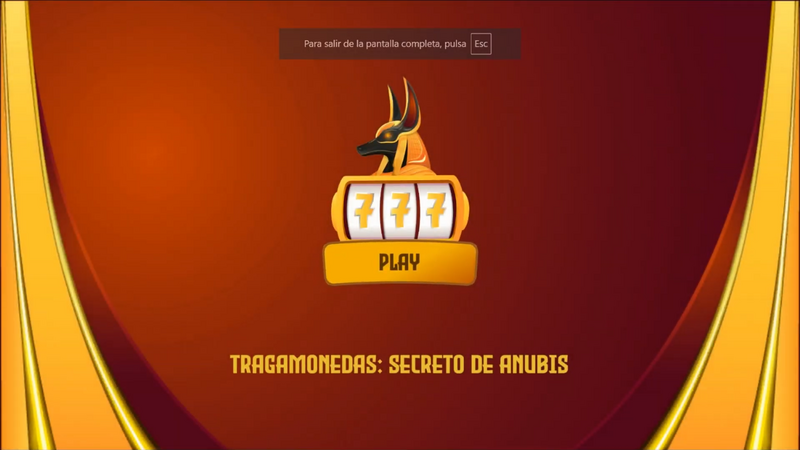 Para salir de la pantalla completa, pulsa Esc
777
PLAY
TRAGAMONEDAS: SECRETO DE ANUBIS